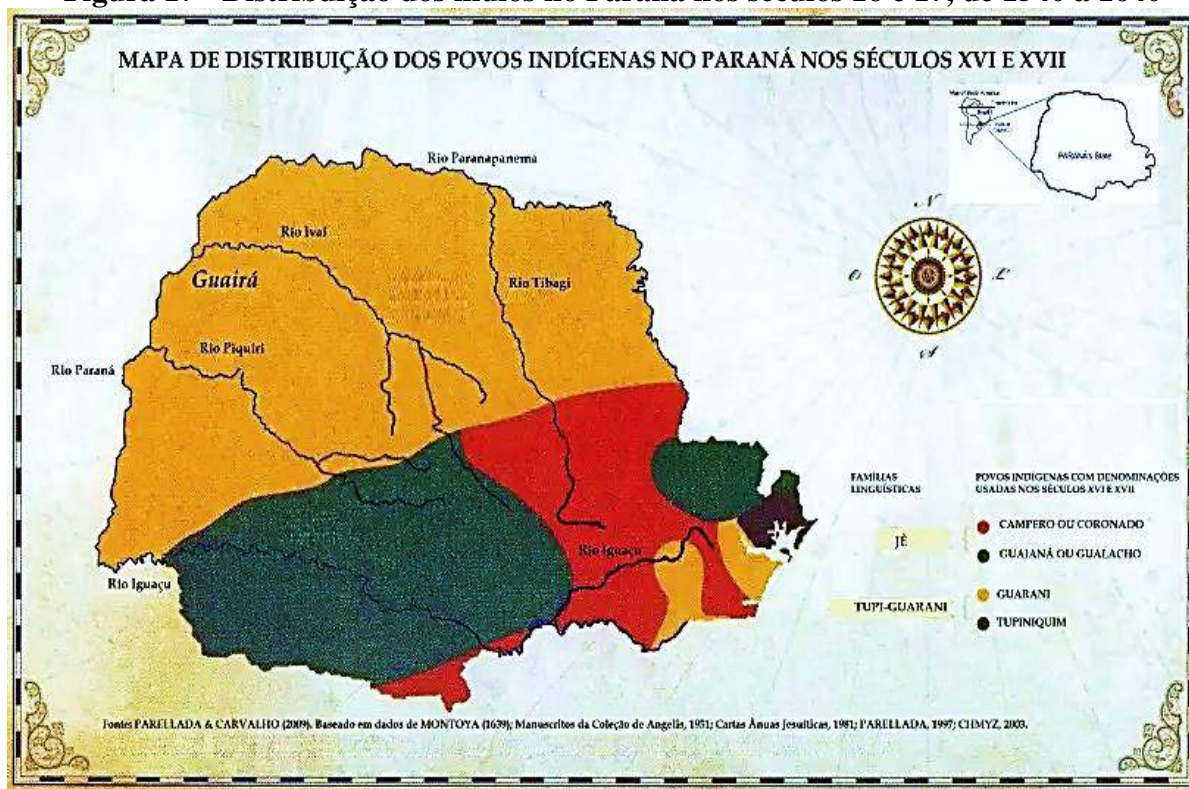 MAPA DE DISTRIBUIÇÃO DOS POVOS INDÍGENAS NO PARANÁ NOS SÉCULOS XVI E XVII
PARANÁ's State
Rio Paranapanema
N
Rio Ivaí
Guairá
Rio Tibagi
O
L
Rio Piquiri
S
Rio Paraná
FAMÍLIAS
LINGUÍSTICAS
POVOS INDÍGENAS COM DENOMINAÇÕES
USADAS NOS SÉCULOS XVI E XVII
CAMPERO OU CORONADO
JÊ
GUAIANÁ OU GUALACHO
Rio Iguaçu
Rio Iguaçu
GUARANI
TUPI-GUARANI
TUPINIQUIM
Fontes PARELLADA & CARVALHO (2009). Baseado em dados de MONTOYA (1639); Manuscritos da Coleção de Angelis, 1951; Cartas Ânuas Jesuíticas, 1981; PARELLADA, 1997; CHMYZ, 2003.